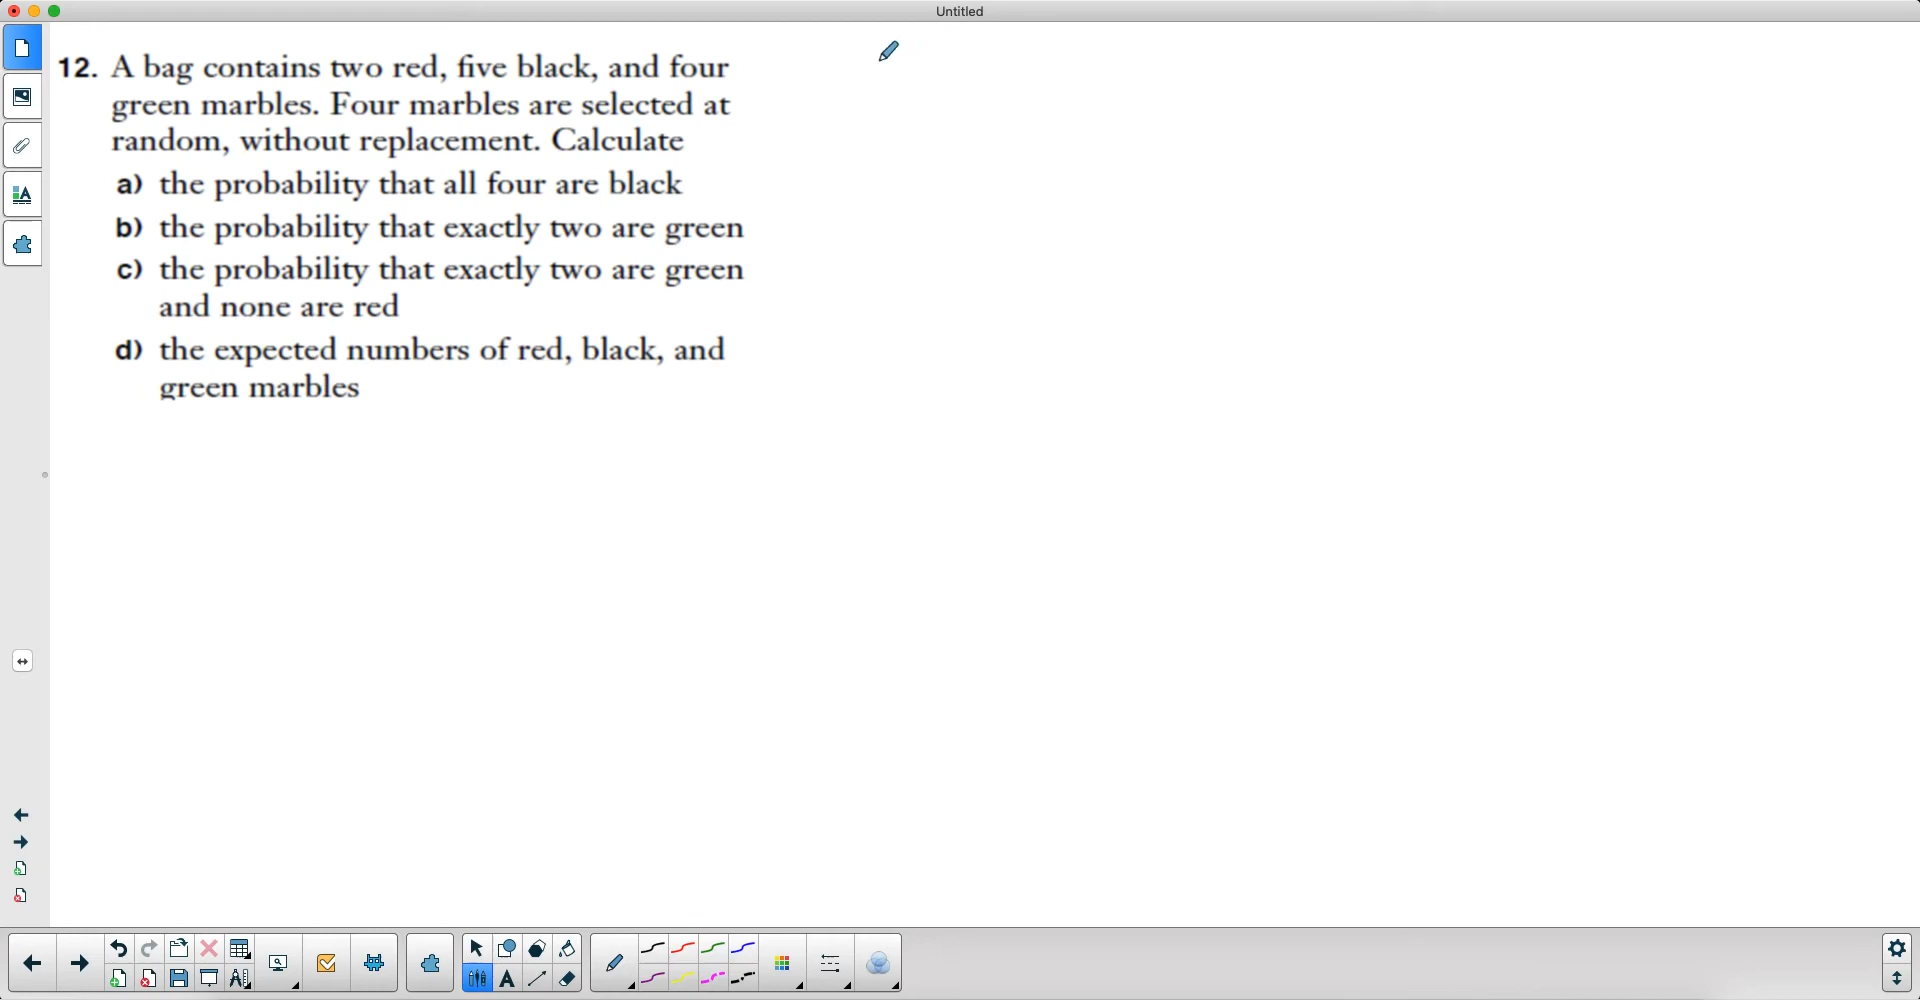 Untitled
12. A bag contains two red, five black, and four
green marbles. Four marbles are selected at
random, without replacement. Calculate
a) the probability that all four are black
b) the probability that exactly two are green
c) the probability that exactly two are green
and none are red
d) the expected numbers of red, black, and
green marbles